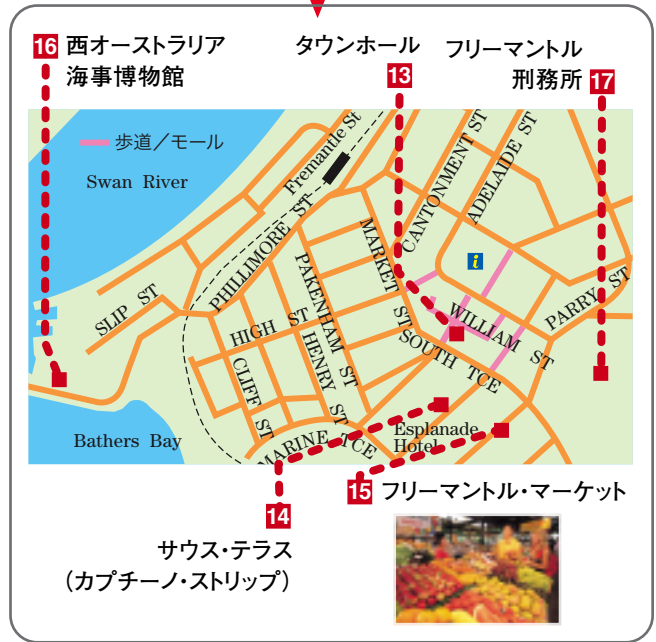 16 西オーストラリア
海事博物館
タウンホール
13
フリーマントル
刑務所 17
歩道／モール
Swan River
Fremantle St
CANTONMENT ST
ADELAIDE ST
PHILLIMORE ST
MARKET ST
PAKENHAM ST
i
SLIP ST
HIGH ST
HENRY ST
CLIFF ST
WILLIAM ST
PARRY ST
SOUTH TCE
Bathers Bay
MARINE TCE
Esplanade
Hotel
14
サウス・テラス
（カプチーノ・ストリップ）
15 フリーマントル・マーケット